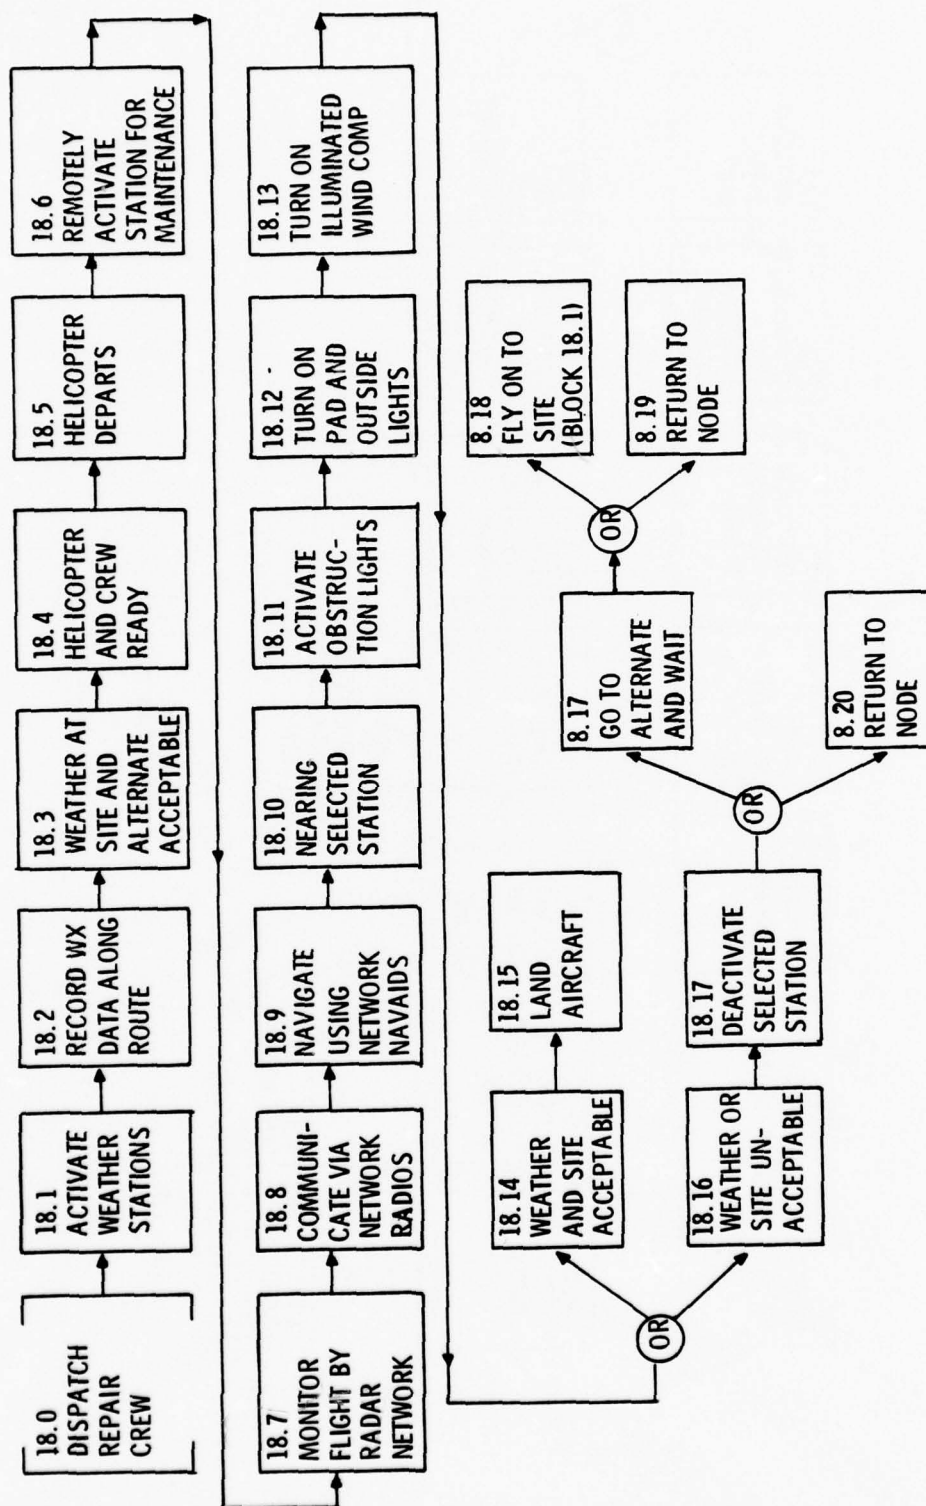 18.0
DISPATCH
REPAIR
CREW
18.1
ACTIVATE
WEATHER
STATIONS
18.2
RECORD WX
DATA ALONG
ROUTE
18.3
WEATHER AT
SITE AND
ALTERNATE
ACCEPTABLE
18.4
HELICOPTER
AND CREW
READY
18.5
HELICOPTER
DEPARTS
18.6
REMOTELY
ACTIVATE
STATION FOR
MAINTENANCE
18.7
MONITOR
FLIGHT BY
RADAR
NETWORK
18.8
COMMUNI-
CATE VIA
NETWORK
RADIOS
18.9
NAVIGATE
USING
NETWORK
NAVAIDS
18.10
NEARING
SELECTED
STATION
18.11
ACTIVATE
OBSTRUC-
TION LIGHTS
18.12 -
TURN ON
PAD AND
OUTSIDE
LIGHTS
18.13
TURN ON
ILLUMINATED
WIND COMP
OR
18.14
WEATHER
AND SITE
ACCEPTABLE
18.15
LAND
AIRCRAFT
18.16
WEATHER OR
SITE UN-
ACCEPTABLE
18.17
DEACTIVATE
SELECTED
STATION
OR
8.17
GO TO
ALTERNATE
AND WAIT
OR
8.18
FLY ON TO
SITE
(BLOCK 18.1)
8.19
RETURN TO
NODE
8.20
RETURN TO
NODE